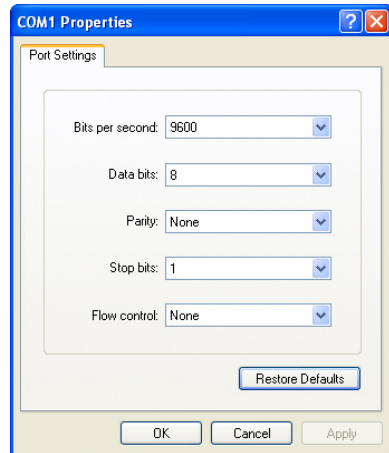 COM1 Properties
Port Settings
Bits per second: 9600
Data bits: 8
Parity: None
Stop bits: 1
Flow control: None
Restore Defaults
OK Cancel Apply